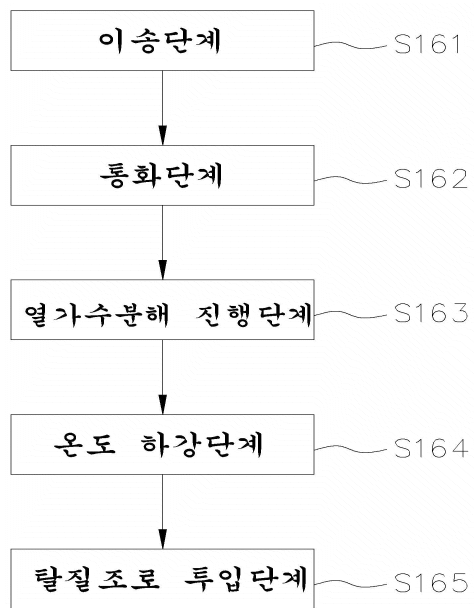 이송단계
S161
통화단계
S162
열가수분해 진행단계
S163
온도 하강단계
S164
탈질조로 투입단계
S165